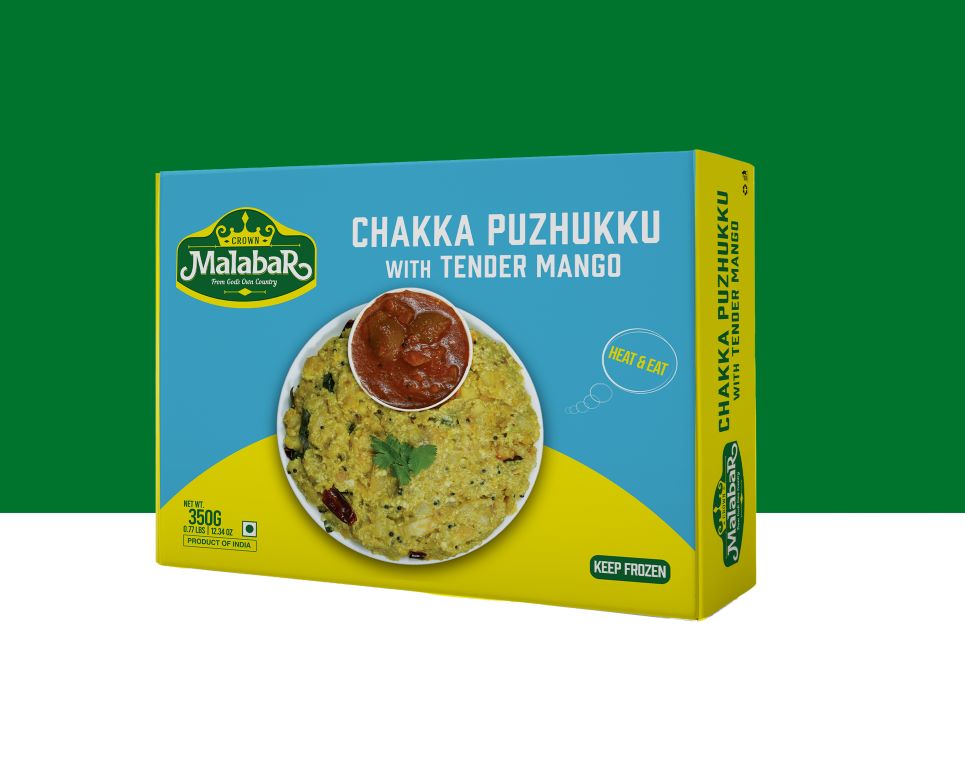 CROWN
MalabaR
From Gods Own Country
CHAKKA PUZHUKKU
WITH TENDER MANGO
HEAT & EAT
NET WT.
350G
0.77 LBS | 12.34 OZ
PRODUCT OF INDIA
KEEP FROZEN
CHAKKA PUZHUKKU
WITH TENDER MANGO
MalabaR